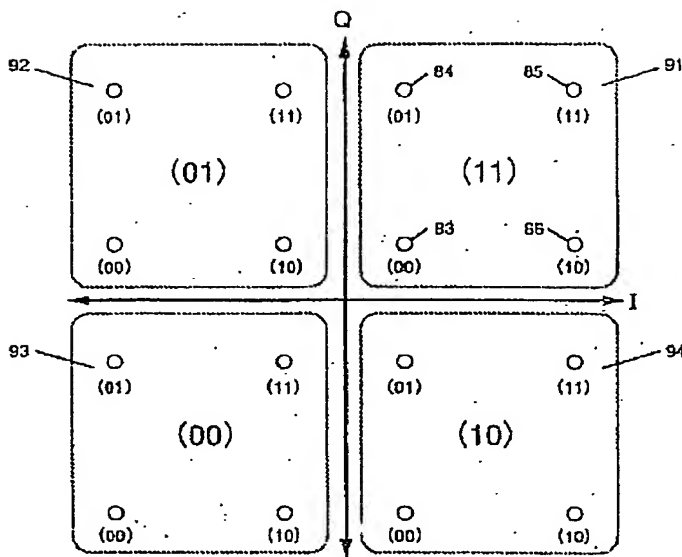 Q
92 84 85 91
(01) (11) (01) (11)
(01) (11)
83 86
(00) (10) (00) (10)
I
93 94
(01) (11) (01) (11)
(00) (10)
(00) (10) (00) (10)